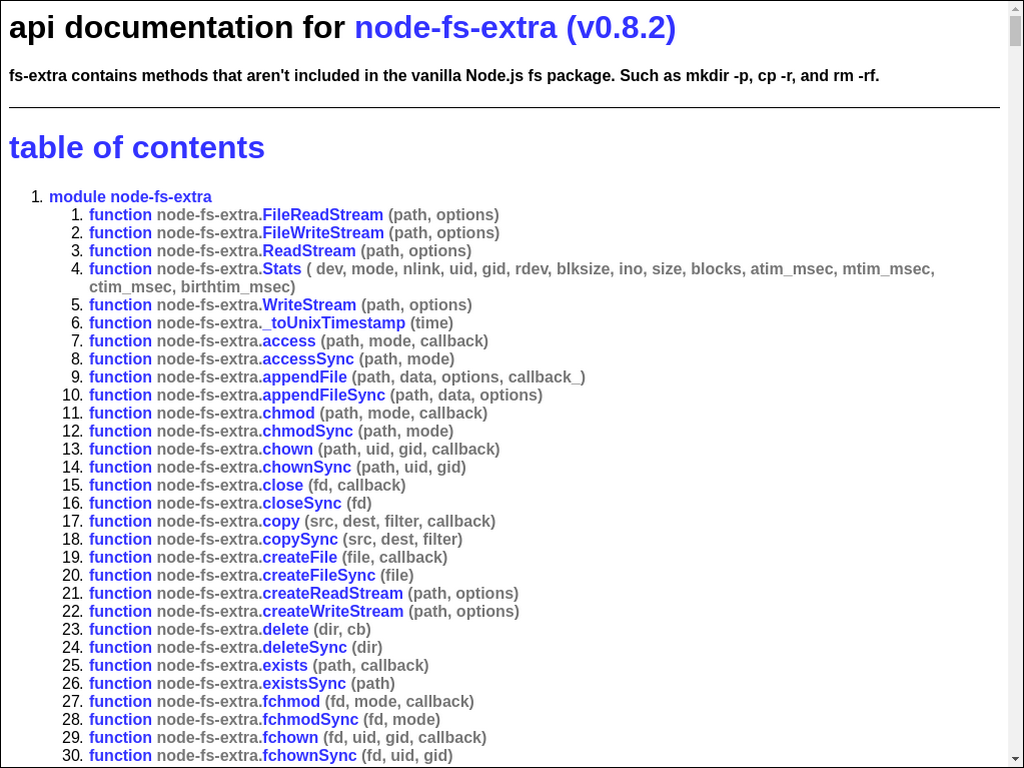 api documentation for node-fs-extra (v0.8.2)
fs-extra contains methods that aren't included in the vanilla Node.js fs package. Such as mkdir -p, cp -r, and rm -rf.
table of contents
1. module node-fs-extra
1. function node-fs-extra.FileReadStream (path, options)
2. function node-fs-extra.FileWriteStream (path, options)
3. function node-fs-extra.ReadStream (path, options)
4. function node-fs-extra.Stats ( dev, mode, nlink, uid, gid, rdev, blksize, ino, size, blocks, atim_msec, mtim_msec,
ctim_msec, birthtim_msec)
5. function node-fs-extra.WriteStream (path, options)
6. function node-fs-extra._toUnixTimestamp (time)
7. function node-fs-extra.access (path, mode, callback)
8. function node-fs-extra.accessSync (path, mode)
9. function node-fs-extra.appendFile (path, data, options, callback_)
10. function node-fs-extra.appendFileSync (path, data, options)
11. function node-fs-extra.chmod (path, mode, callback)
12. function node-fs-extra.chmodSync (path, mode)
13. function node-fs-extra.chown (path, uid, gid, callback)
14. function node-fs-extra.chownSync (path, uid, gid)
15. function node-fs-extra.close (fd, callback)
16. function node-fs-extra.closeSync (fd)
17. function node-fs-extra.copy (src, dest, filter, callback)
18. function node-fs-extra.copySync (src, dest, filter)
19. function node-fs-extra.createFile (file, callback)
20. function node-fs-extra.createFileSync (file)
21. function node-fs-extra.createReadStream (path, options)
22. function node-fs-extra.createWriteStream (path, options)
23. function node-fs-extra.delete (dir, cb)
24. function node-fs-extra.deleteSync (dir)
25. function node-fs-extra.exists (path, callback)
26. function node-fs-extra.existsSync (path)
27. function node-fs-extra.fchmod (fd, mode, callback)
28. function node-fs-extra.fchmodSync (fd, mode)
29. function node-fs-extra.fchown (fd, uid, gid, callback)
30. function node-fs-extra.fchownSync (fd, uid, gid)